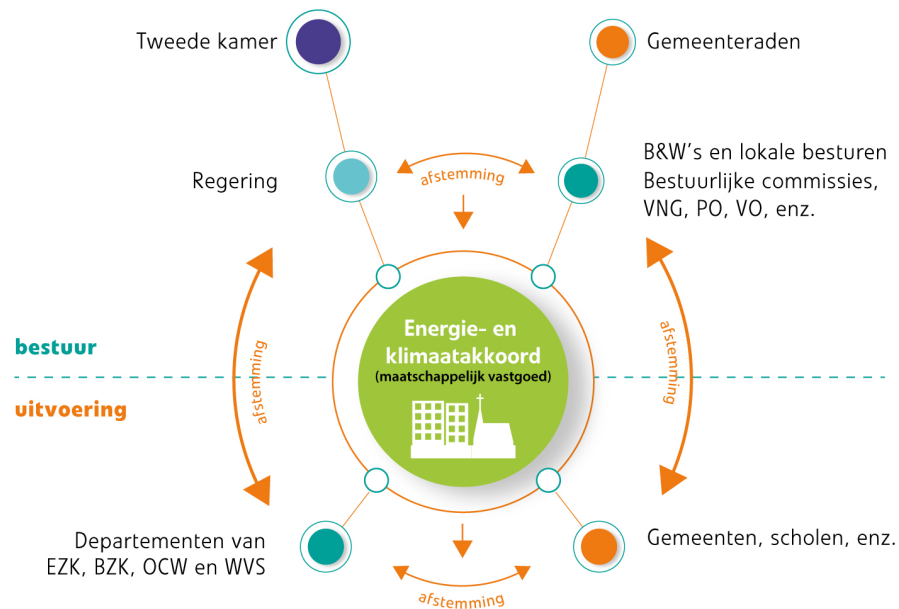 Tweede kamer
Gemeenteraden
Regering
afstemming
B&W's en lokale besturen
Bestuurlijke commissies,
VNG, PO, VO, enz.
Energie- en
klimaatakkoord
(maatschappelijk vastgoed)
bestuur
uitvoering
afstemming
afstemming
Departementen van
EZK, BZK, OCW en WVS
Gemeenten, scholen, enz.
afstemming